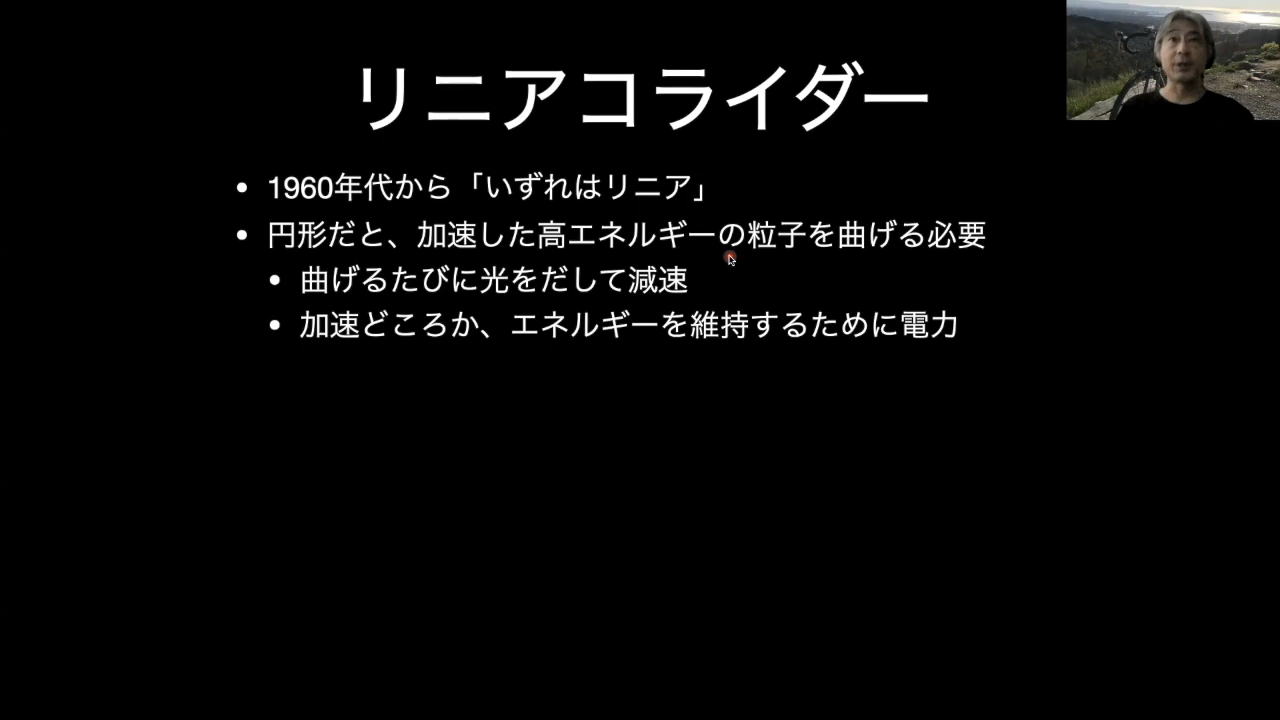 リニアコライダー
• 1960年代から「いずれはリニア」
• 円形だと、加速した高エネルギーの粒子を曲げる必要
• 曲げるたびに光をだして減速
• 加速どころか、エネルギーを維持するために電力